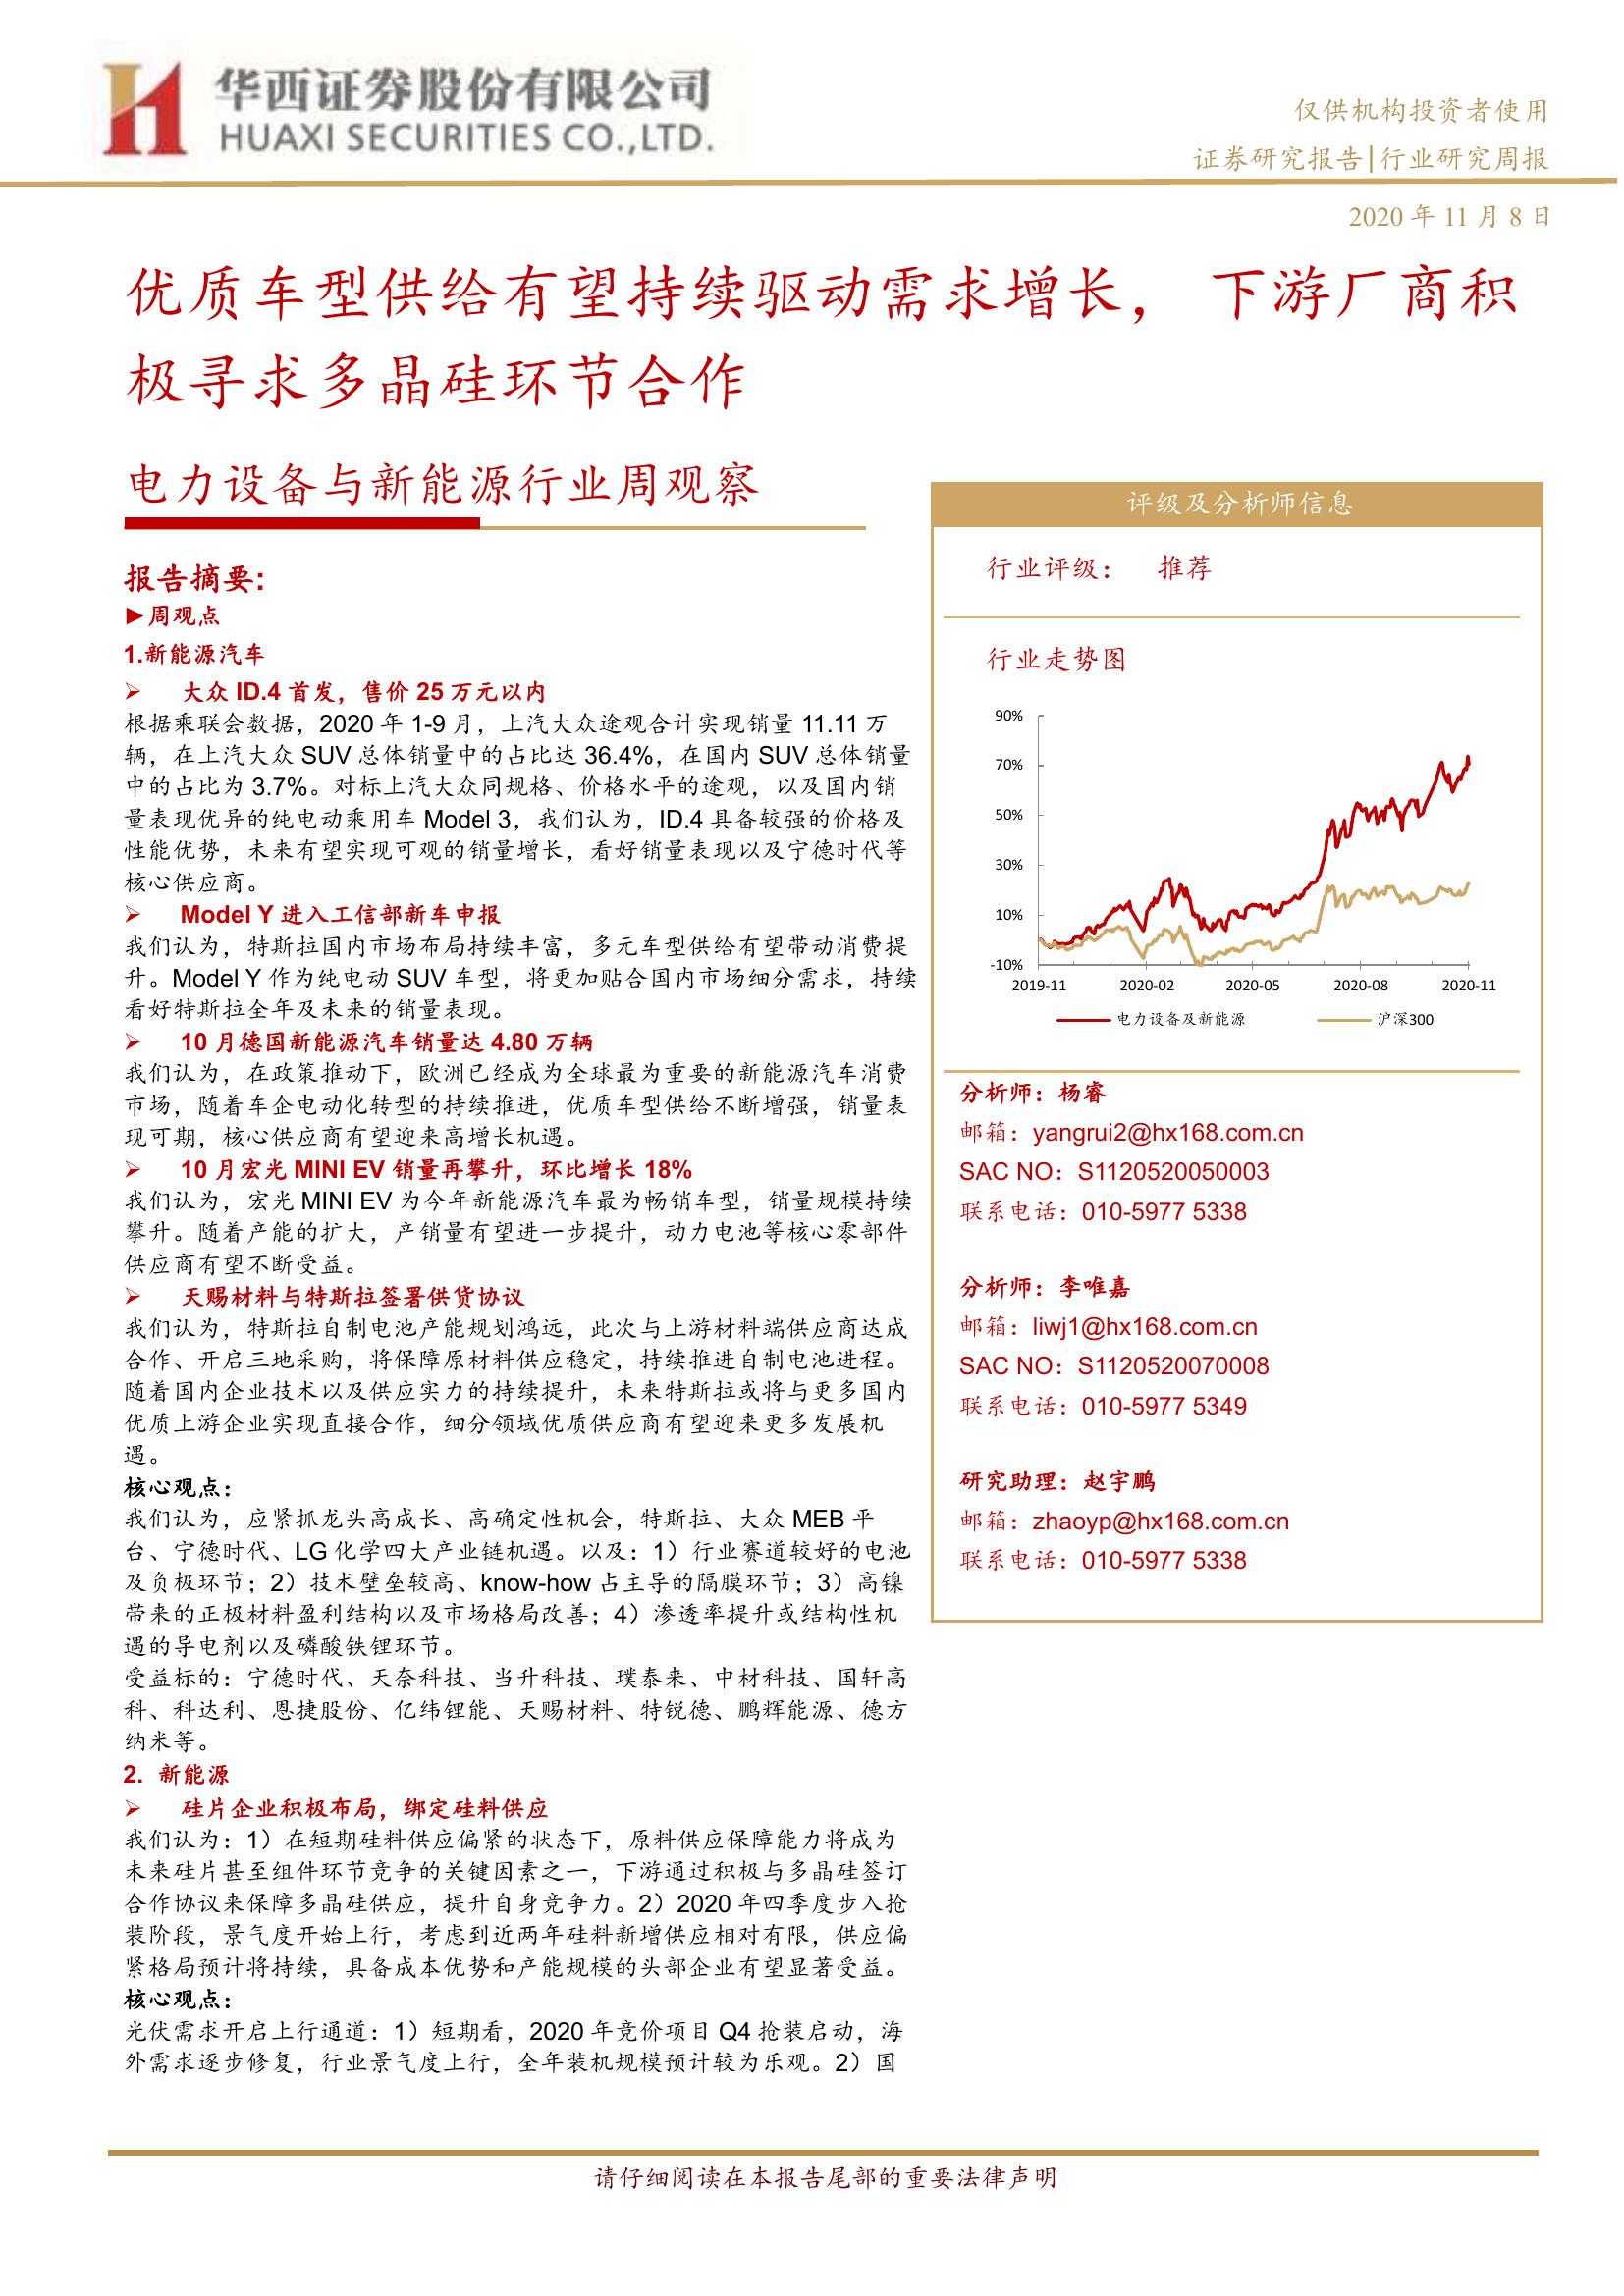 华西证券股份有限公司
HUAXI SECURITIES CO.,LTD.
仅供机构投资者使用
证券研究报告|行业研究周报
2020 年 11 月 8 日
优质车型供给有望持续驱动需求增长， 下游厂商积
极寻求多晶硅环节合作
电力设备与新能源行业周观察
报告摘要:
►周观点
1.新能源汽车
➢ 大众 ID.4 首发，售价 25 万元以内
根据乘联会数据，2020 年 1-9 月，上汽大众途观合计实现销量 11.11 万
辆，在上汽大众 SUV 总体销量中的占比达 36.4%，在国内 SUV 总体销量
中的占比为 3.7%。对标上汽大众同规格、价格水平的途观，以及国内销
量表现优异的纯电动乘用车 Model 3，我们认为，ID.4 具备较强的价格及
性能优势，未来有望实现可观的销量增长，看好销量表现以及宁德时代等
核心供应商。
➢ Model Y 进入工信部新车申报
我们认为，特斯拉国内市场布局持续丰富，多元车型供给有望带动消费提
升。Model Y 作为纯电动 SUV 车型，将更加贴合国内市场细分需求，持续
看好特斯拉全年及未来的销量表现。
➢ 10 月德国新能源汽车销量达 4.80 万辆
我们认为，在政策推动下，欧洲已经成为全球最为重要的新能源汽车消费
市场，随着车企电动化转型的持续推进，优质车型供给不断增强，销量表
现可期，核心供应商有望迎来高增长机遇。
➢ 10 月宏光 MINI EV 销量再攀升，环比增长 18%
我们认为，宏光 MINI EV 为今年新能源汽车最为畅销车型，销量规模持续
攀升。随着产能的扩大，产销量有望进一步提升，动力电池等核心零部件
供应商有望不断受益。
➢ 天赐材料与特斯拉签署供货协议
我们认为，特斯拉自制电池产能规划鸿远，此次与上游材料端供应商达成
合作、开启三地采购，将保障原材料供应稳定，持续推进自制电池进程。
随着国内企业技术以及供应实力的持续提升，未来特斯拉或将与更多国内
优质上游企业实现直接合作，细分领域优质供应商有望迎来更多发展机
遇。
核心观点：
我们认为，应紧抓龙头高成长、高确定性机会，特斯拉、大众 MEB 平
台、宁德时代、LG 化学四大产业链机遇。以及：1）行业赛道较好的电池
及负极环节；2）技术壁垒较高、know-how 占主导的隔膜环节；3）高镍
带来的正极材料盈利结构以及市场格局改善；4）渗透率提升或结构性机
遇的导电剂以及磷酸铁锂环节。
受益标的：宁德时代、天奈科技、当升科技、璞泰来、中材科技、国轩高
科、科达利、恩捷股份、亿纬锂能、天赐材料、特锐德、鹏辉能源、德方
纳米等。
2. 新能源
➢ 硅片企业积极布局，绑定硅料供应
我们认为：1）在短期硅料供应偏紧的状态下，原料供应保障能力将成为
未来硅片甚至组件环节竞争的关键因素之一，下游通过积极与多晶硅签订
合作协议来保障多晶硅供应，提升自身竞争力。2）2020 年四季度步入抢
装阶段，景气度开始上行，考虑到近两年硅料新增供应相对有限，供应偏
紧格局预计将持续，具备成本优势和产能规模的头部企业有望显著受益。
核心观点：
光伏需求开启上行通道：1）短期看，2020 年竞价项目 Q4 抢装启动，海
外需求逐步修复，行业景气度上行，全年装机规模预计较为乐观。2）国
评级及分析师信息
行业评级： 推荐
行业走势图
90%
70%
50%
30%
10%
-10%
2019-11 2020-02 2020-05 2020-08 2020-11
电力设备及新能源 沪深300
分析师：杨睿
邮箱：yangrui2@hx168.com.cn
SAC NO：S1120520050003
联系电话：010-5977 5338
分析师：李唯嘉
邮箱：liwj1@hx168.com.cn
SAC NO：S1120520070008
联系电话：010-5977 5349
研究助理：赵宇鹏
邮箱：zhaoyp@hx168.com.cn
联系电话：010-5977 5338
请仔细阅读在本报告尾部的重要法律声明